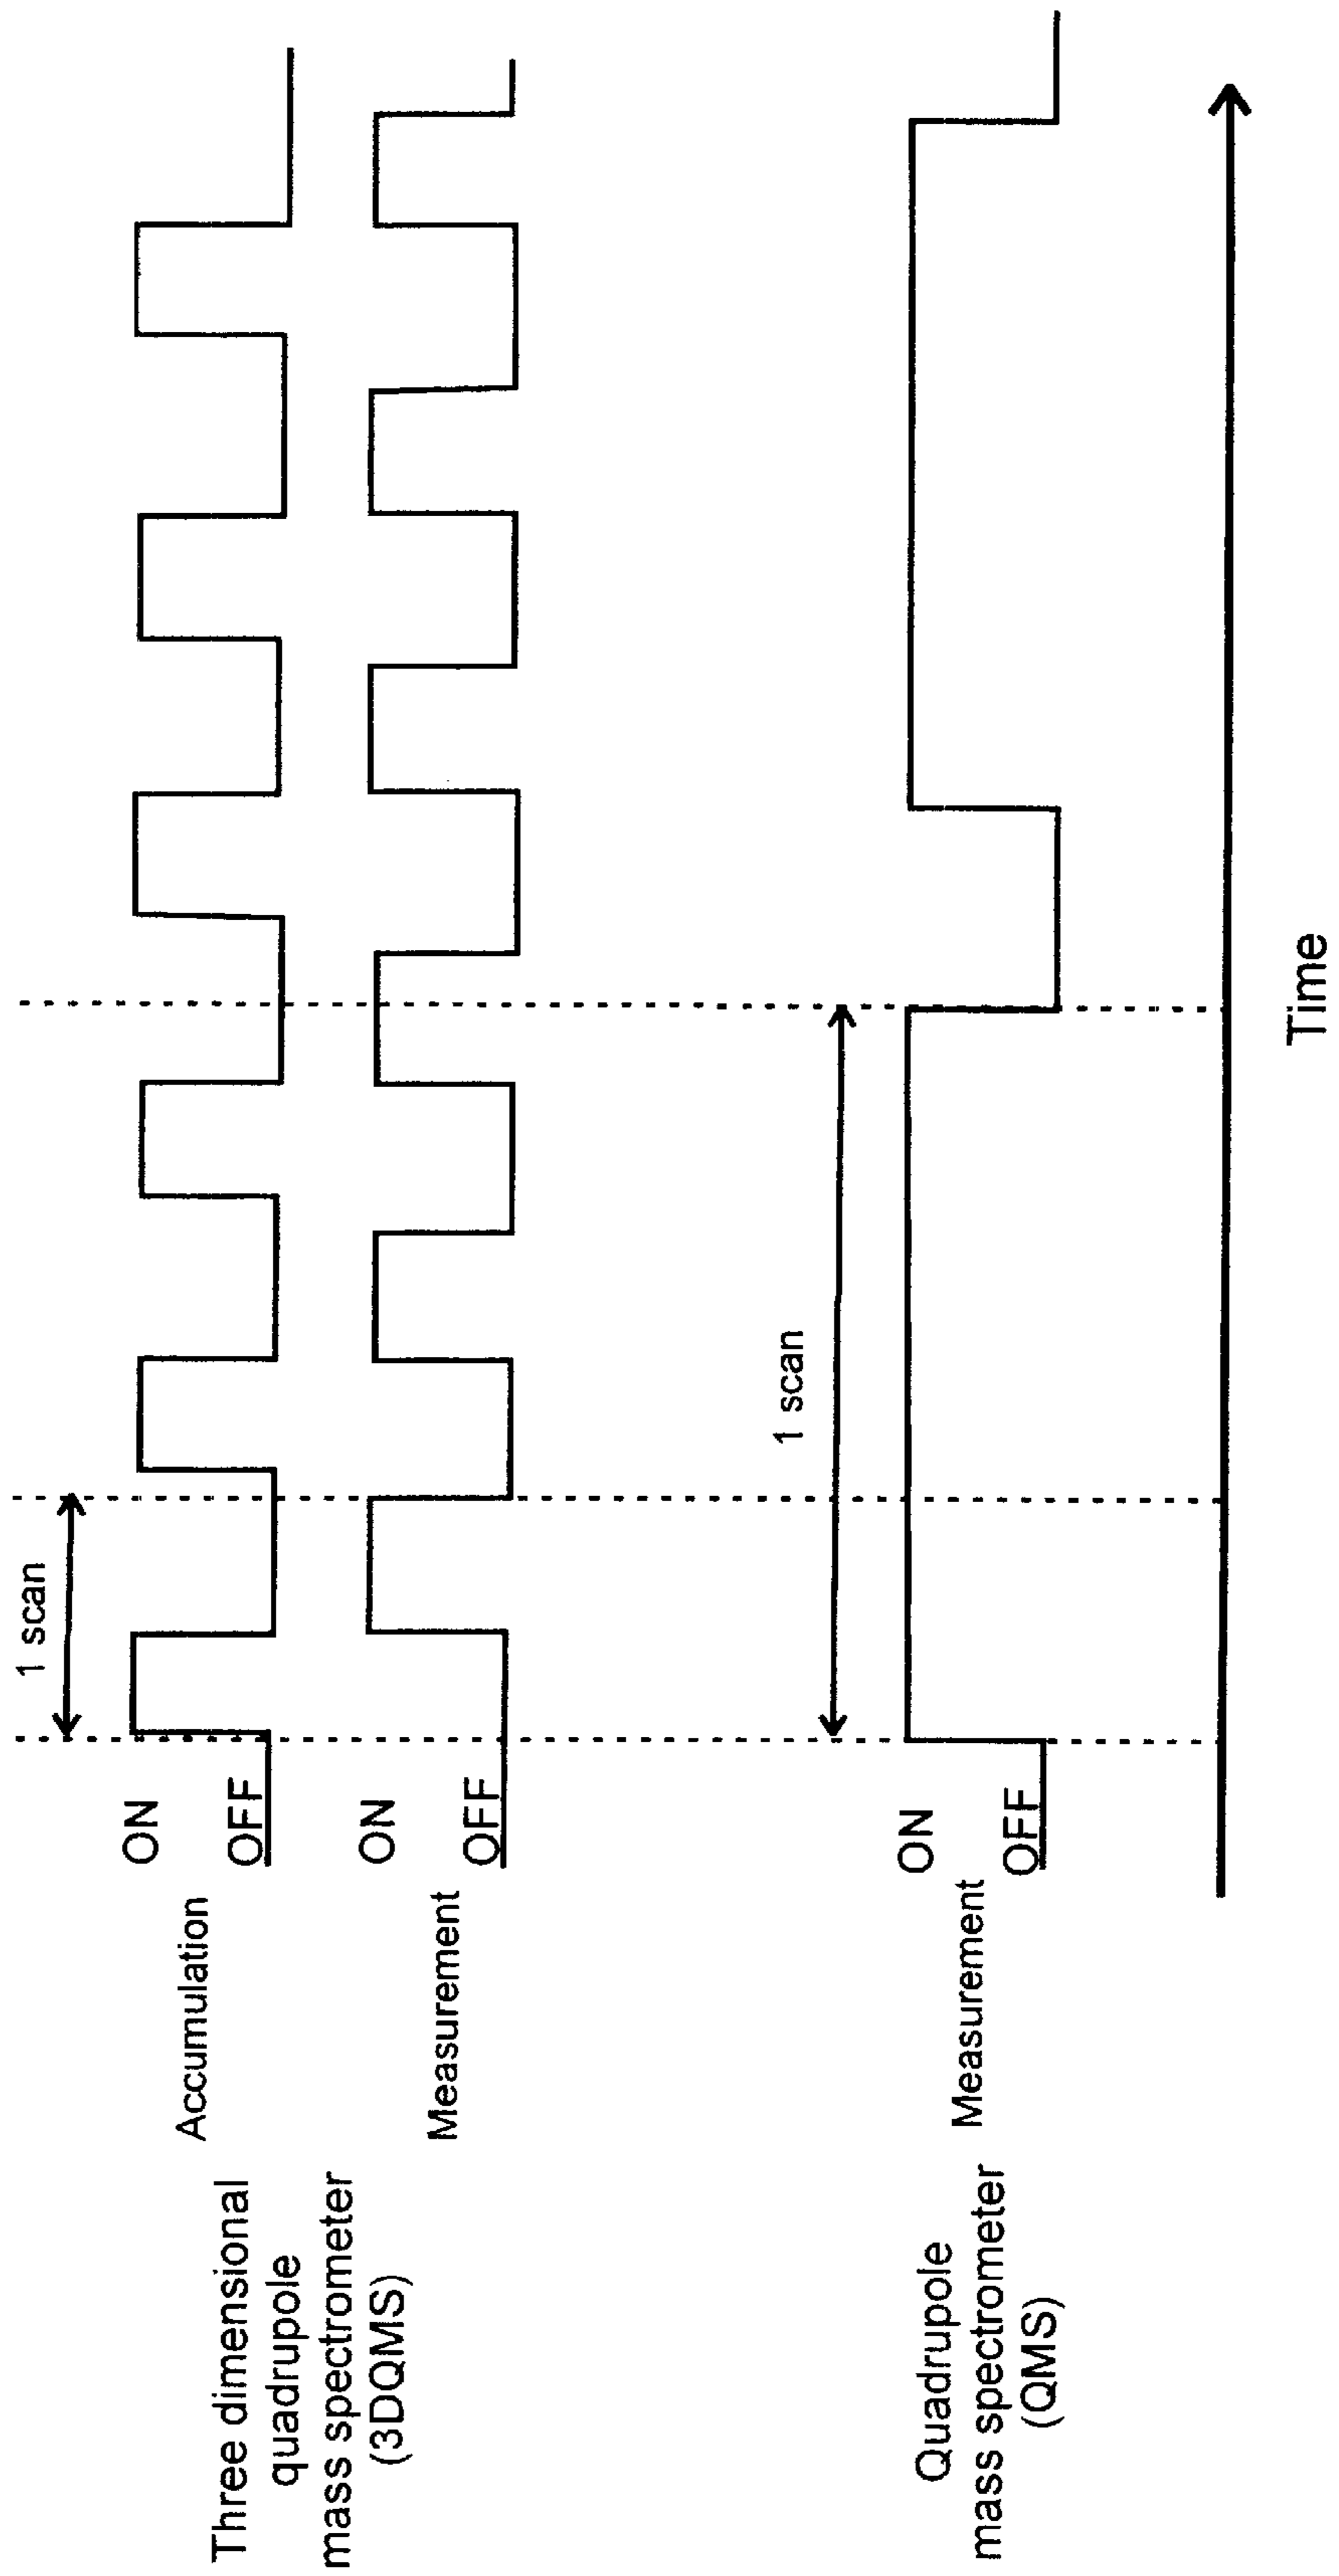 1 scan
ON
Accumulation
OFF
Three dimensional
quadrupole
mass spectrometer
(3DQMS)
ON
Measurement
OFF
1 scan
ON
Quadrupole
mass spectrometer
(QMS)
Measurement
OFF
Time